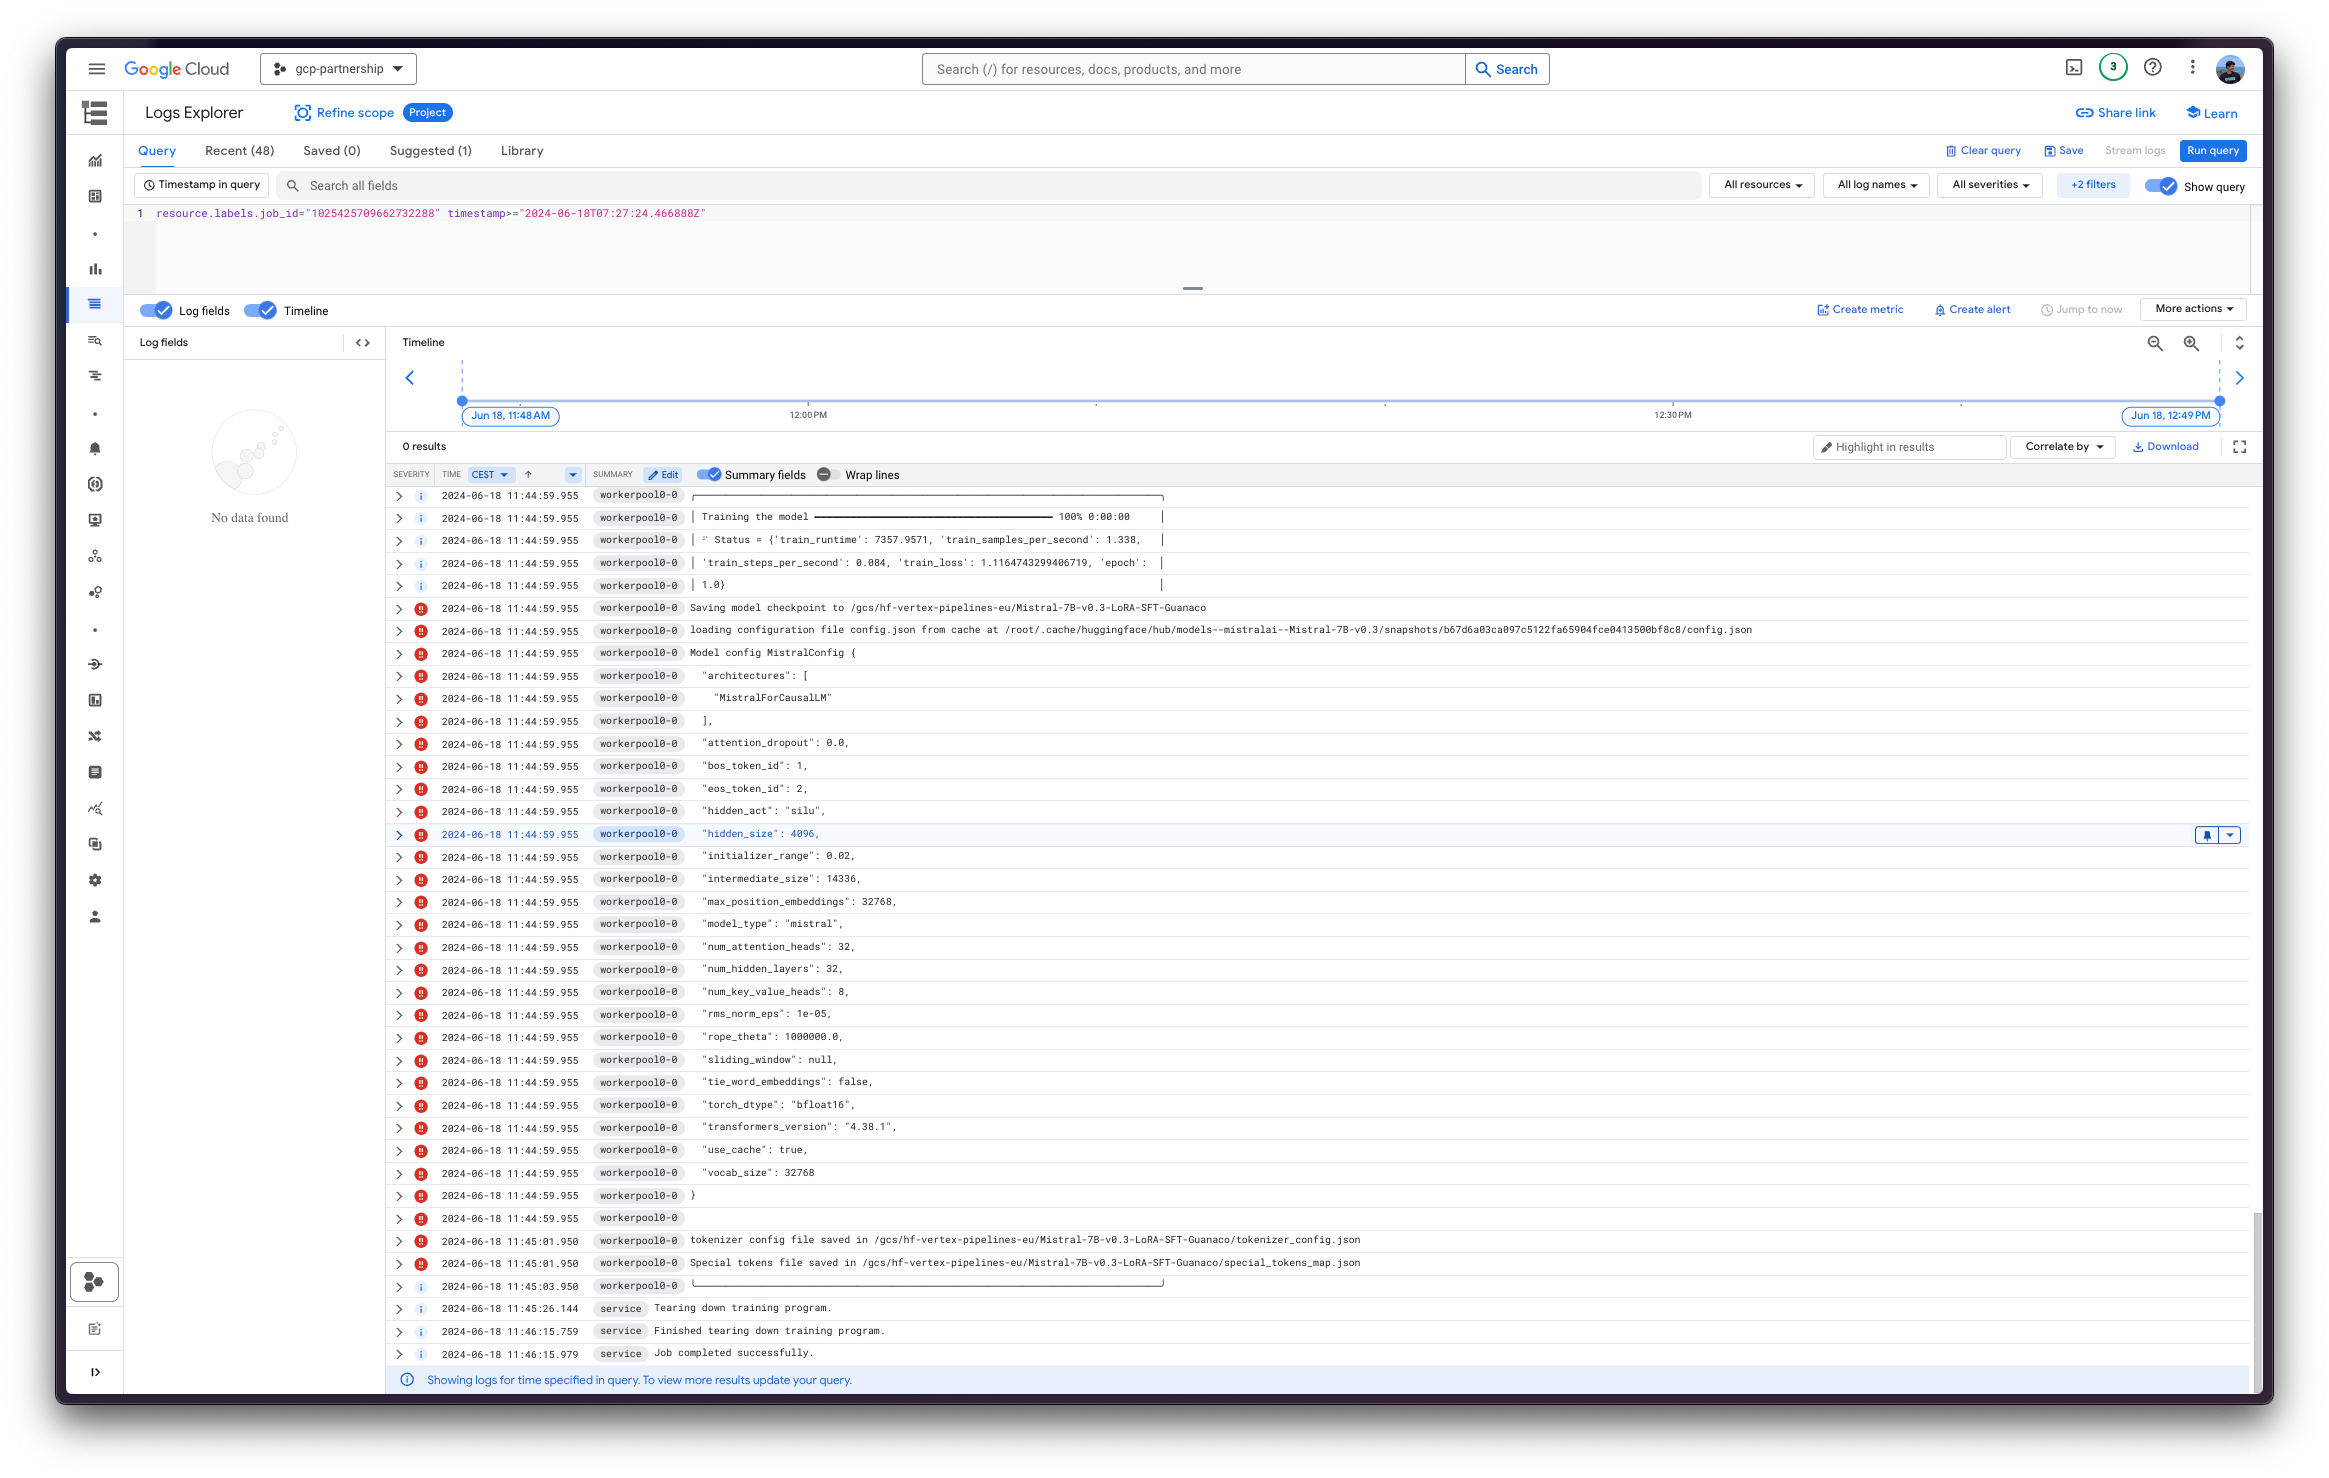 Google Cloud
gcp-partnership
Search (/) for resources, docs, products, and more
Search
3
Logs Explorer
Refine scope
Project
Share link
Learn
Query
Recent (48)
Saved (0)
Suggested (1)
Library
Clear query
Save
Stream logs
Run query
Timestamp in query
Search all fields
All resources
All log names
All severities
+2 filters
Show query
1 resource.labels.job_id="1025425709662732288" timestamp>="2024-06-18T07:27:24.466888Z"
Log fields
Timeline
Create metric
Create alert
Jump to now
More actions
Log fields
Timeline
Jun 18, 11:48 AM
12:00 PM
12:30 PM
Jun 18, 12:49 PM
No data found
0 results
Highlight in results
Correlate by
Download
SEVERITY TIME CEST SUMMARY Edit Summary fields Wrap lines
2024-06-18 11:44:59.955 workerpool0-0
2024-06-18 11:44:59.955 workerpool0-0 │ Training the model 100% 0:00:00 │
2024-06-18 11:44:59.955 workerpool0-0 │ Status = {'train_runtime': 7357.9571, 'train_samples_per_second': 1.338, │
2024-06-18 11:44:59.955 workerpool0-0 │ 'train_steps_per_second': 0.084, 'train_loss': 1.1164743299406719, 'epoch': │
2024-06-18 11:44:59.955 workerpool0-0 │ 1.0} │
2024-06-18 11:44:59.955 workerpool0-0 Saving model checkpoint to /gcs/hf-vertex-pipelines-eu/Mistral-7B-v0.3-LoRA-SFT-Guanaco
2024-06-18 11:44:59.955 workerpool0-0 loading configuration file config.json from cache at /root/.cache/huggingface/hub/models--mistralai--Mistral-7B-v0.3/snapshots/b67d6a03ca097c5122fa65904fce0413500bf8c8/config.json
2024-06-18 11:44:59.955 workerpool0-0 Model config MistralConfig {
2024-06-18 11:44:59.955 workerpool0-0 "architectures": [
2024-06-18 11:44:59.955 workerpool0-0 "MistralForCausalLM"
2024-06-18 11:44:59.955 workerpool0-0 ],
2024-06-18 11:44:59.955 workerpool0-0 "attention_dropout": 0.0,
2024-06-18 11:44:59.955 workerpool0-0 "bos_token_id": 1,
2024-06-18 11:44:59.955 workerpool0-0 "eos_token_id": 2,
2024-06-18 11:44:59.955 workerpool0-0 "hidden_act": "silu",
2024-06-18 11:44:59.955 workerpool0-0 "hidden_size": 4096,
2024-06-18 11:44:59.955 workerpool0-0 "initializer_range": 0.02,
2024-06-18 11:44:59.955 workerpool0-0 "intermediate_size": 14336,
2024-06-18 11:44:59.955 workerpool0-0 "max_position_embeddings": 32768,
2024-06-18 11:44:59.955 workerpool0-0 "model_type": "mistral",
2024-06-18 11:44:59.955 workerpool0-0 "num_attention_heads": 32,
2024-06-18 11:44:59.955 workerpool0-0 "num_hidden_layers": 32,
2024-06-18 11:44:59.955 workerpool0-0 "num_key_value_heads": 8,
2024-06-18 11:44:59.955 workerpool0-0 "rms_norm_eps": 1e-05,
2024-06-18 11:44:59.955 workerpool0-0 "rope_theta": 1000000.0,
2024-06-18 11:44:59.955 workerpool0-0 "sliding_window": null,
2024-06-18 11:44:59.955 workerpool0-0 "tie_word_embeddings": false,
2024-06-18 11:44:59.955 workerpool0-0 "torch_dtype": "bfloat16",
2024-06-18 11:44:59.955 workerpool0-0 "transformers_version": "4.38.1",
2024-06-18 11:44:59.955 workerpool0-0 "use_cache": true,
2024-06-18 11:44:59.955 workerpool0-0 "vocab_size": 32768
2024-06-18 11:44:59.955 workerpool0-0 }
2024-06-18 11:44:59.955 workerpool0-0
2024-06-18 11:45:01.950 workerpool0-0 tokenizer config file saved in /gcs/hf-vertex-pipelines-eu/Mistral-7B-v0.3-LoRA-SFT-Guanaco/tokenizer_config.json
2024-06-18 11:45:01.950 workerpool0-0 Special tokens file saved in /gcs/hf-vertex-pipelines-eu/Mistral-7B-v0.3-LoRA-SFT-Guanaco/special_tokens_map.json
2024-06-18 11:45:03.950 workerpool0-0
2024-06-18 11:45:26.144 service Tearing down training program.
2024-06-18 11:46:15.759 service Finished tearing down training program.
2024-06-18 11:46:15.979 service Job completed successfully.
Showing logs for time specified in query. To view more results update your query.